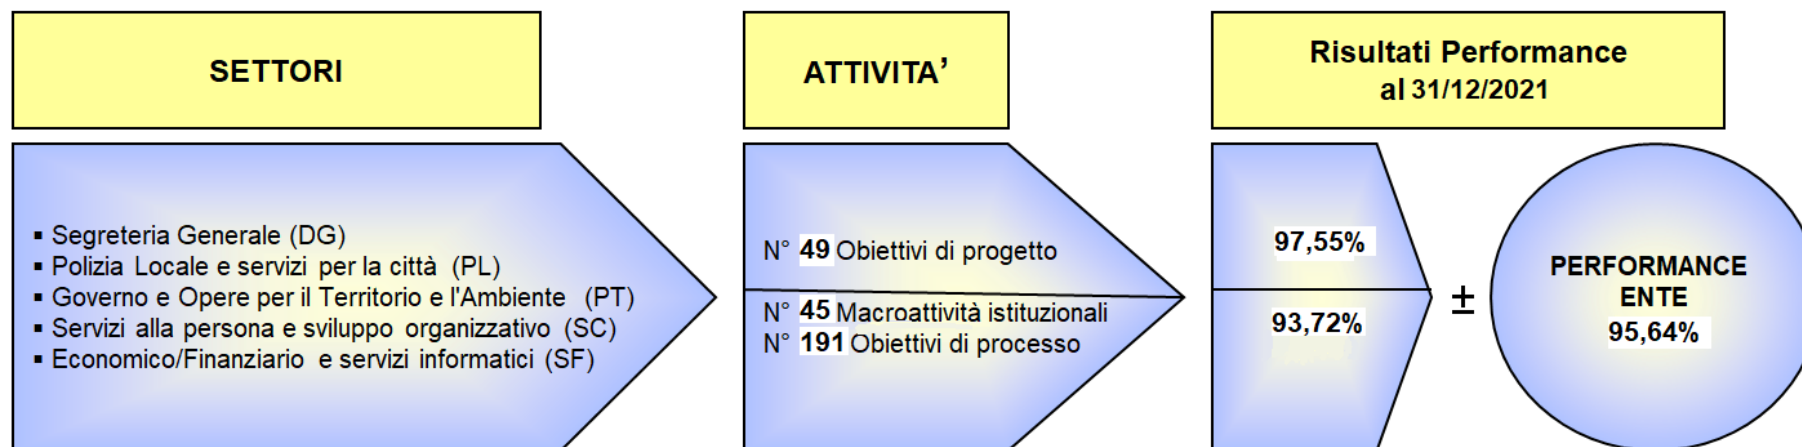 SETTORI
ATTIVITA’
Risultati Performance
al 31/12/2021
▪ Segreteria Generale (DG)
▪ Polizia Locale e servizi per la città (PL)
▪ Governo e Opere per il Territorio e l'Ambiente (PT)
▪ Servizi alla persona e sviluppo organizzativo (SC)
▪ Economico/Finanziario e servizi informatici (SF)
N° 49 Obiettivi di progetto
N° 45 Macroattività istituzionali
N° 191 Obiettivi di processo
97,55%
93,72%
±
PERFORMANCE
ENTE
95,64%